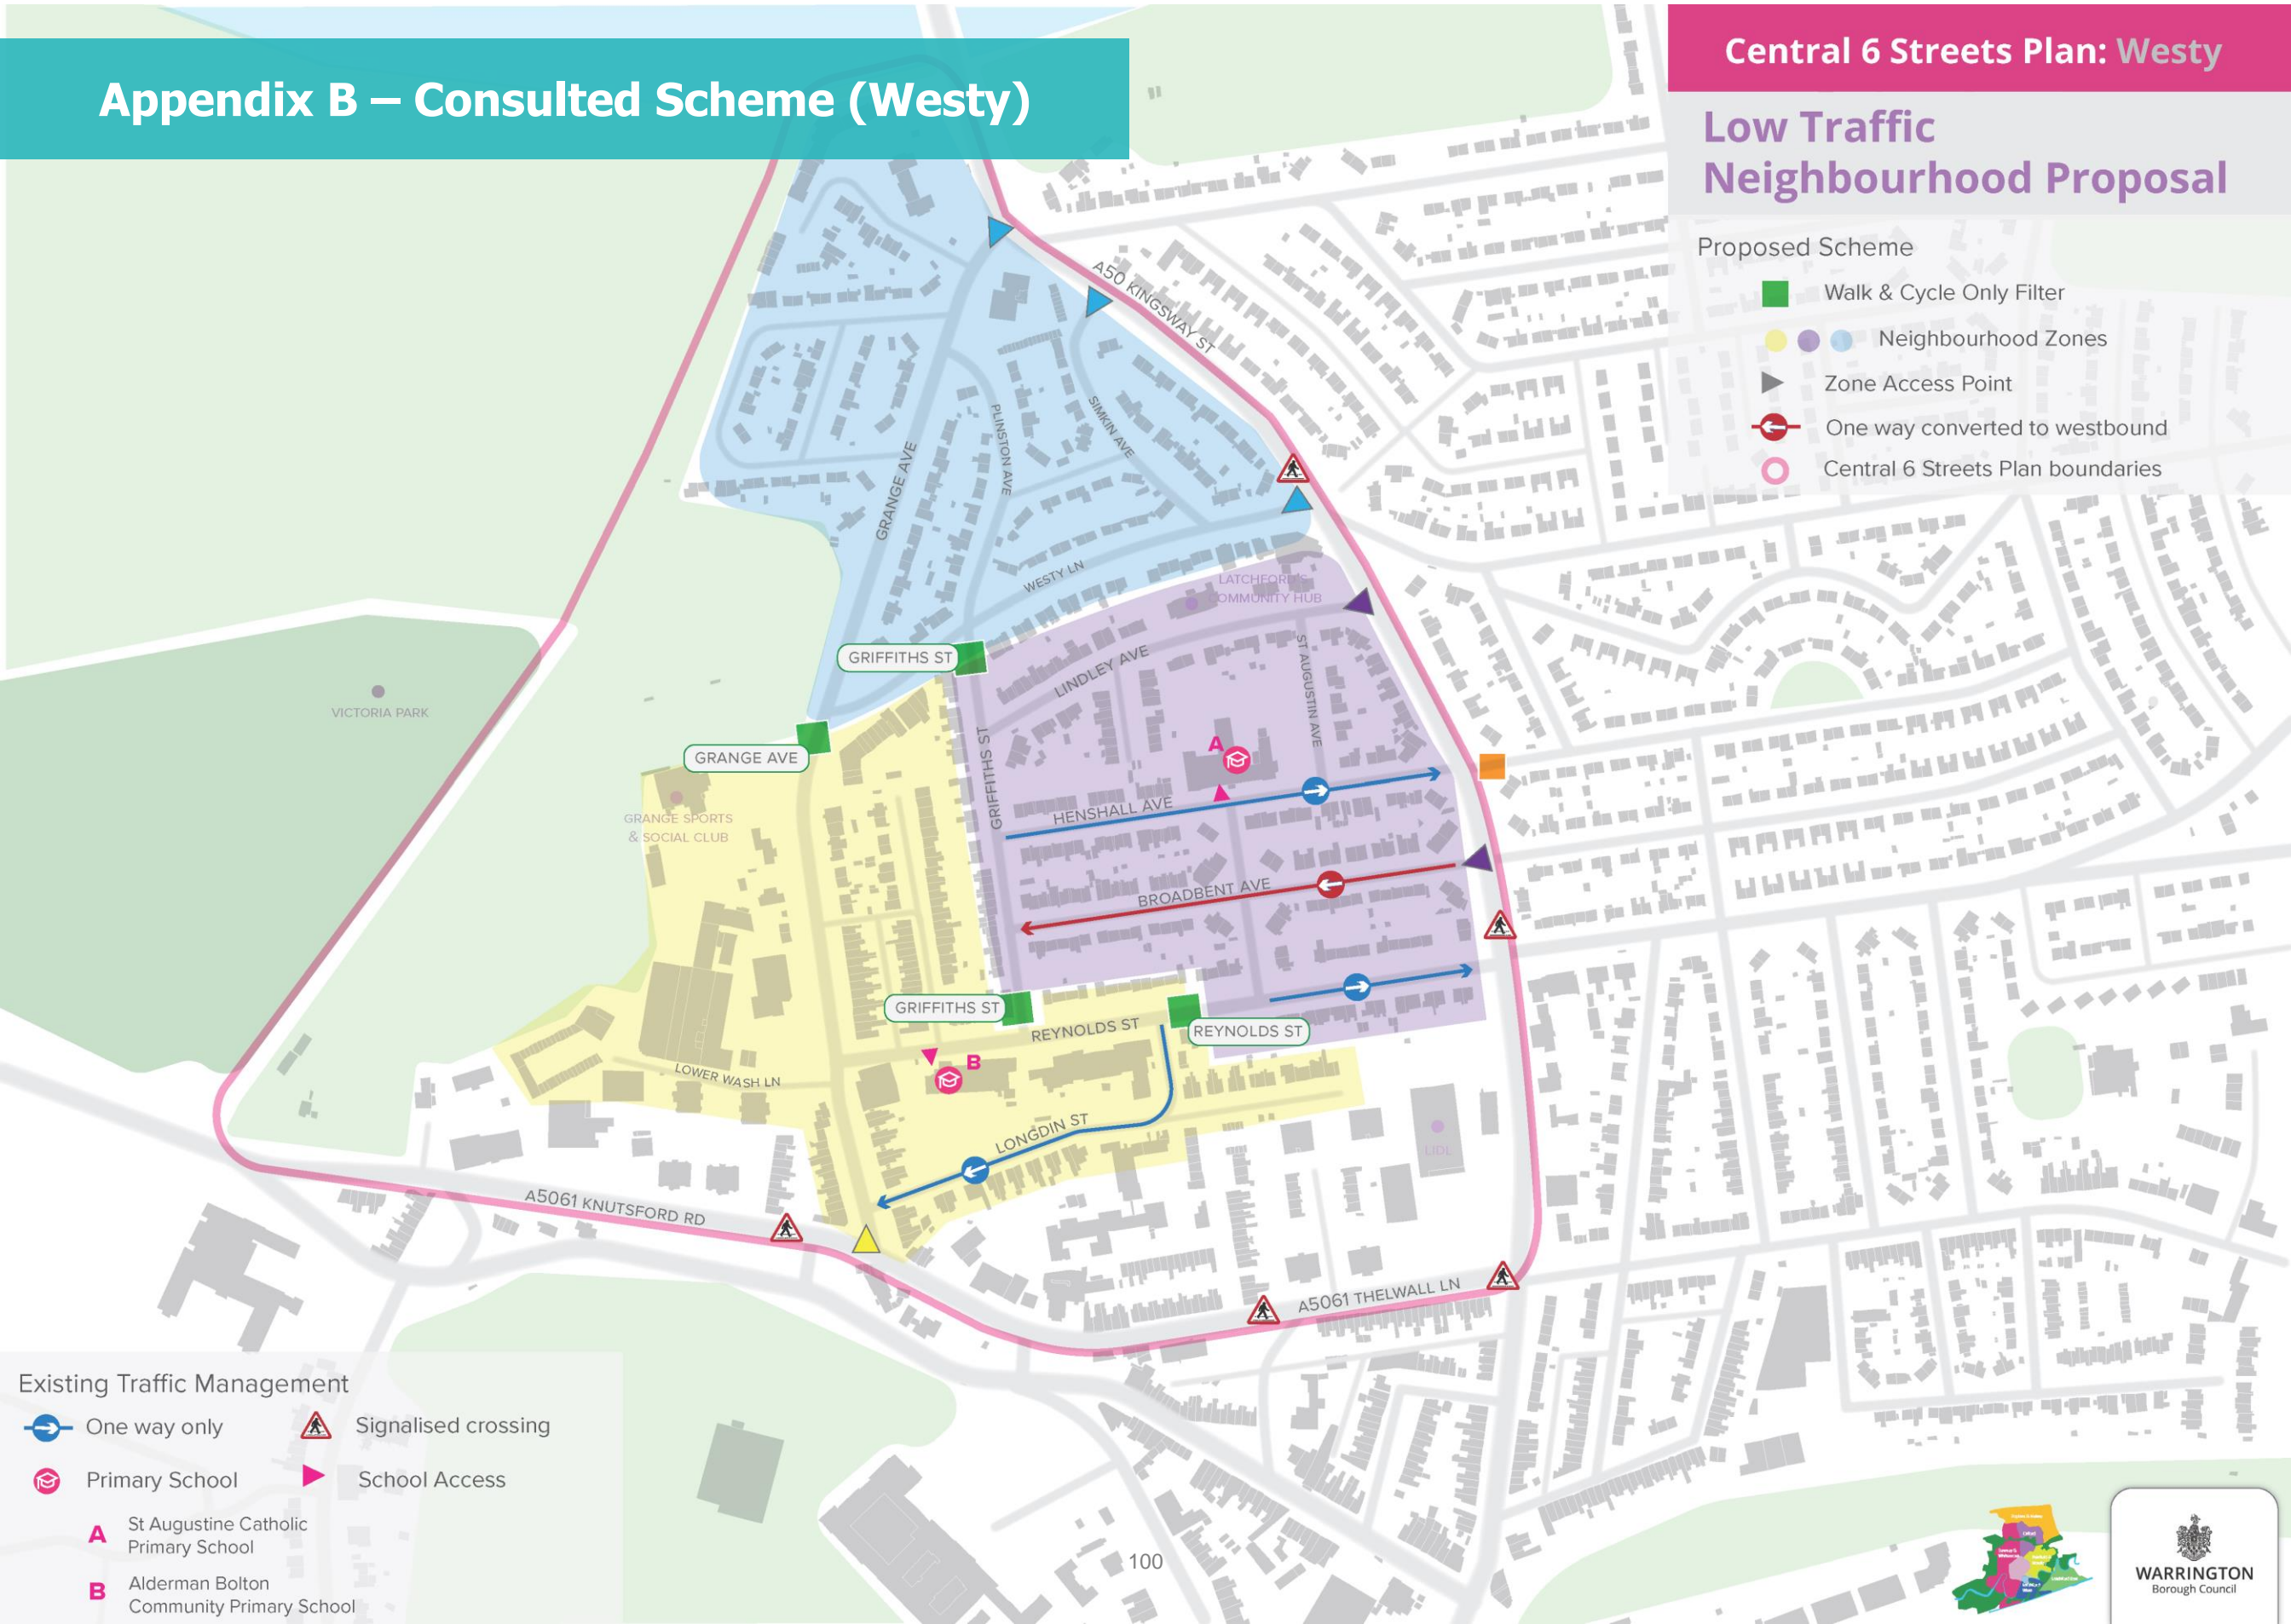 Appendix B – Consulted Scheme (Westy)
Central 6 Streets Plan: Westy
Low Traffic
Neighbourhood Proposal
Proposed Scheme
Walk & Cycle Only Filter
Neighbourhood Zones
Zone Access Point
One way converted to westbound
Central 6 Streets Plan boundaries
A50 KINGSWAY ST
PLINSTON AVE
SIMKIN AVE
GRANGE AVE
WESTY LN
LATCHFORD'S
COMMUNITY HUB
GRIFFITHS ST
LINDLEY AVE
ST AUGUSTIN AVE
VICTORIA PARK
GRANGE AVE
GRIFFITHS ST
A
HENSHALL AVE
GRANGE SPORTS
& SOCIAL CLUB
BROADBENT AVE
GRIFFITHS ST
REYNOLDS ST
REYNOLDS ST
B
LOWER WASH LN
LONGDIN ST
LIDL
A5061 KNUTSFORD RD
A5061 THELWALL LN
Existing Traffic Management
One way only
Signalised crossing
Primary School
School Access
A
St Augustine Catholic
Primary School
B
Alderman Bolton
Community Primary School
100
WARRINGTON
Borough Council